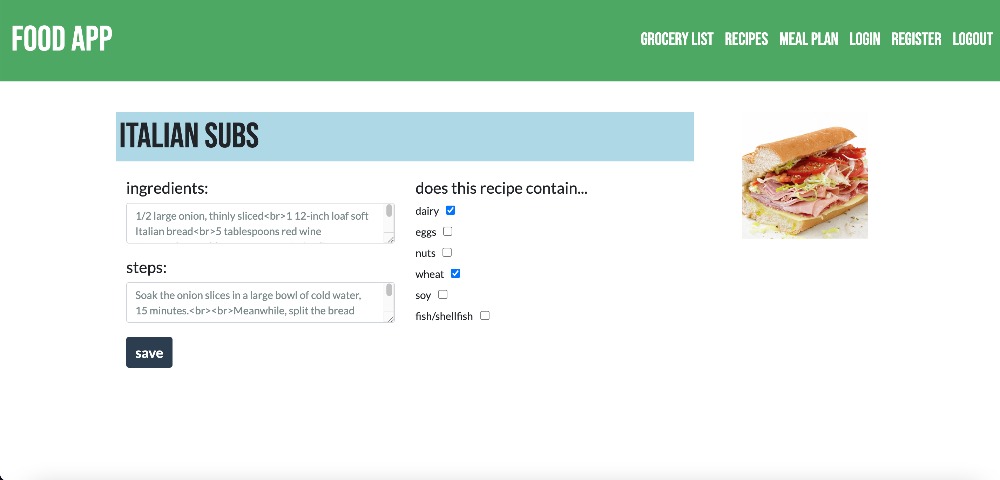 FOOD APP
GROCERY LIST RECIPES MEAL PLAN LOGIN REGISTER LOGOUT
ITALIAN SUBS
ingredients:
1/2 large onion, thinly sliced<br>1 12-inch loaf soft
Italian bread<br>5 tablespoons red wine
steps:
Soak the onion slices in a large bowl of cold water,
15 minutes.<br><br>Meanwhile, split the bread
save
does this recipe contain...
dairy
eggs
nuts
wheat
soy
fish/shellfish